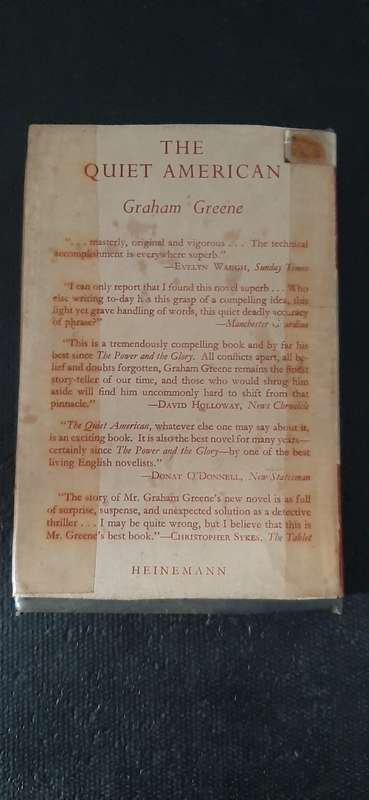 THE
QUIET AMERICAN
Graham Greene
". . . masterly, original and vigorous . . . The technical
accomplishment is everywhere superb."
—EVELYN WAUGH, Sunday Times
"I can only report that I found this novel superb . . . Who
else writing to-day has this grasp of a compelling idea, this
light yet grave handling of words, this quiet deadly accuracy
of phrase?" —Manchester Guardian
"This is a tremendously compelling book and by far his
best since The Power and the Glory. All conflicts apart, all be-
lief and doubts forgotten, Graham Greene remains the finest
story-teller of our time, and those who would shrug him
aside will find him uncommonly hard to shift from that
pinnacle." —DAVID HOLLOWAY, News Chronicle
"The Quiet American, whatever else one may say about it,
is an exciting book. It is also the best novel for many years—
certainly since The Power and the Glory—by one of the best
living English novelists."
—DONAT O'DONNELL, New Statesman
"The story of Mr. Graham Greene's new novel is as full
of surprise, suspense, and unexpected solution as a detective
thriller . . . I may be quite wrong, but I believe that this is
Mr. Greene's best book."—CHRISTOPHER SYKES, The Tablet
HEINEMANN